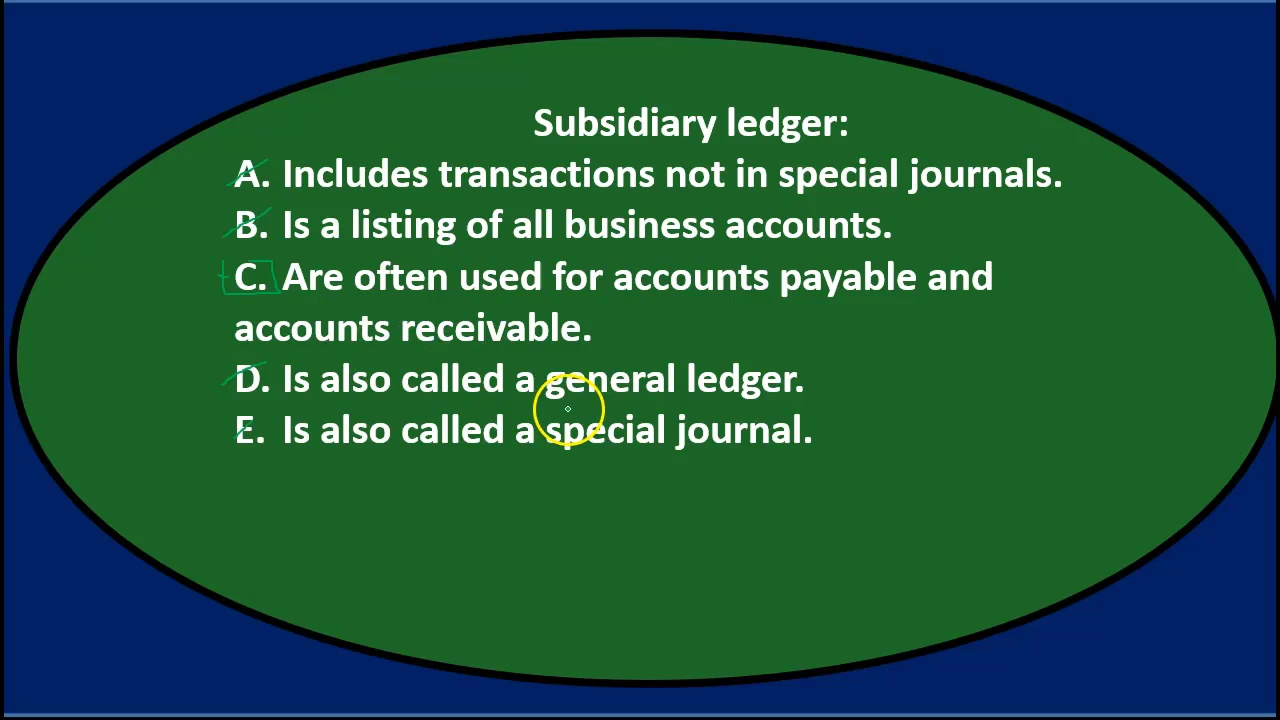 Subsidiary ledger:
A. Includes transactions not in special journals.
B. Is a listing of all business accounts.
C. Are often used for accounts payable and
accounts receivable.
D. Is also called a general ledger.
E. Is also called a special journal.